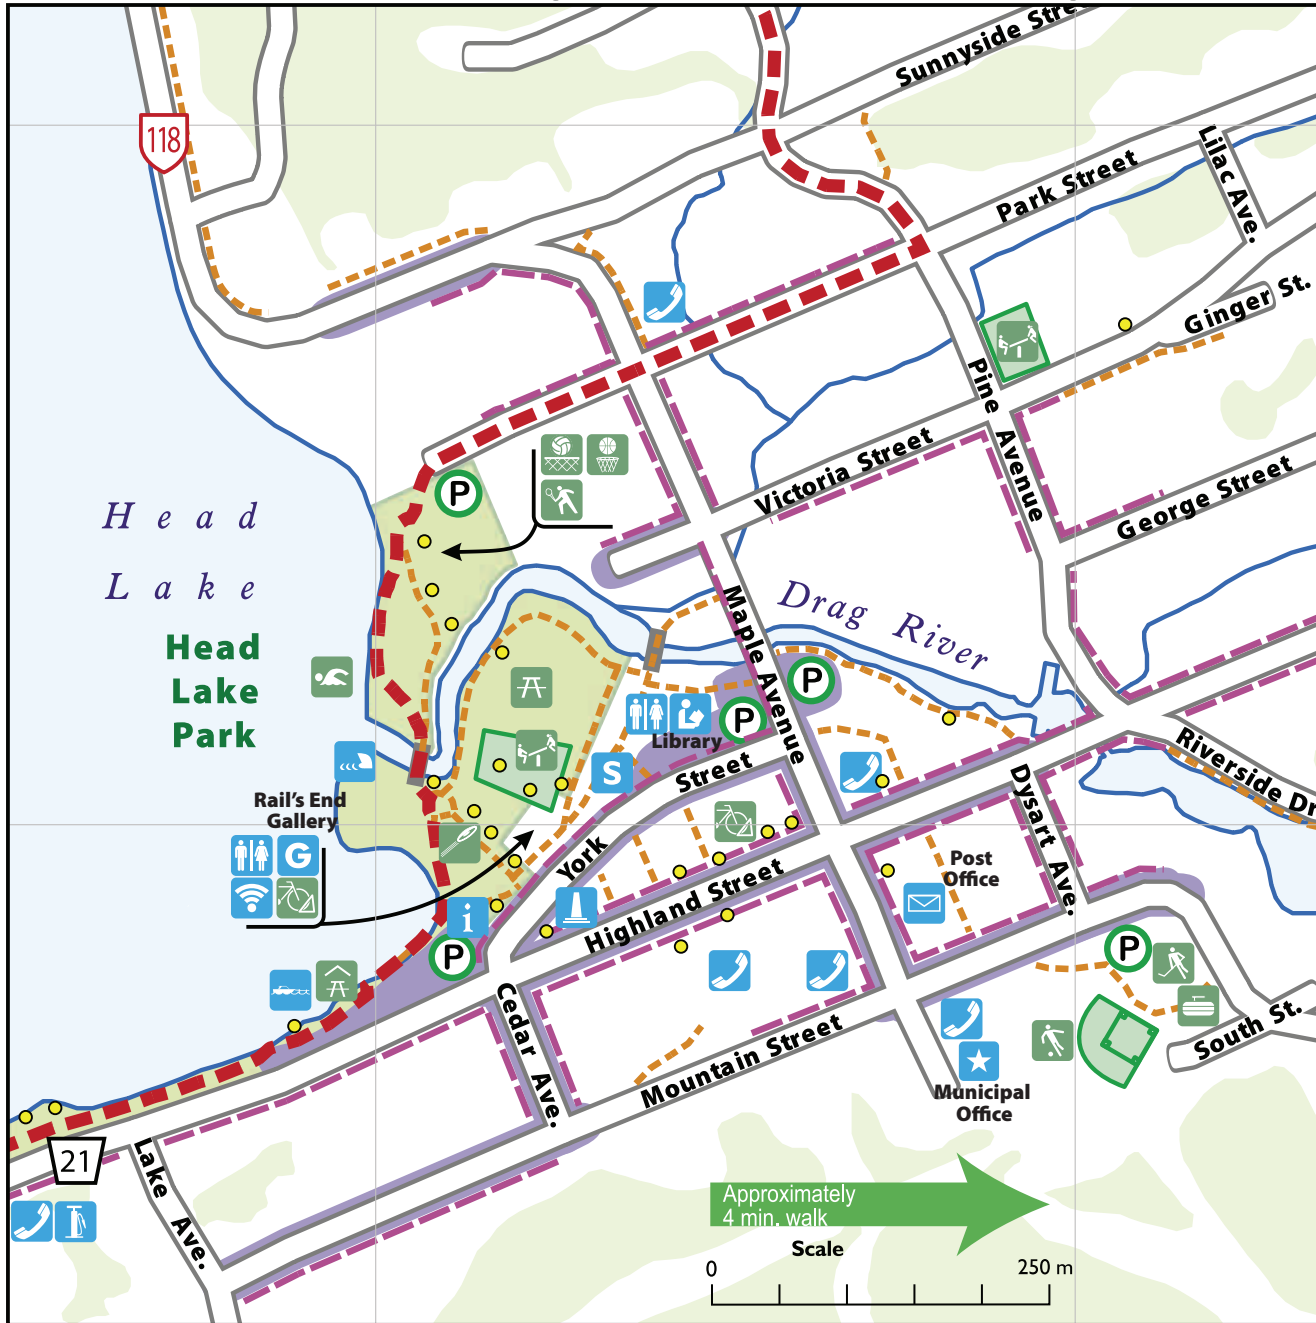 Sunnyside Stre
118
Lilac Ave.
Park Street
Ginger St.
Pine Avenue
P
Victoria Street
George Street
Head
Lake
Drag River
Head
Lake
Park
Maple Avenue
P
P
Library
S
Street
York
Riverside Dr
Dysart Ave.
Rail's End
Gallery
G
Post
Office
i
Highland Street
P
P
Cedar Ave.
Mountain Street
South St.
Municipal
Office
21
Lake Ave.
Approximately
4 min. walk
Scale
0
250 m